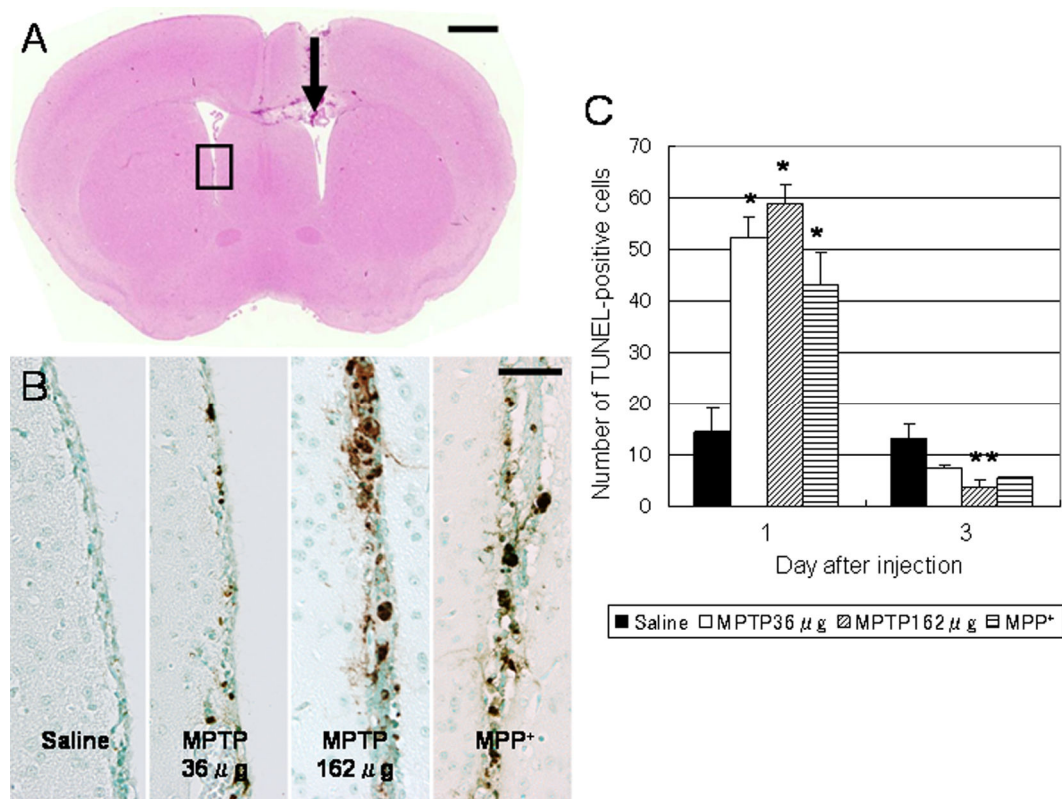 A
B
Saline
MPTP
36 μg
MPTP
162 μg
MPP⁺
C
Number of TUNEL-positive cells
70
60
50
40
30
20
10
0
*
*
*
**
1
3
Day after injection
Saline
MPTP36 μg
MPTP162 μg
MPP⁺